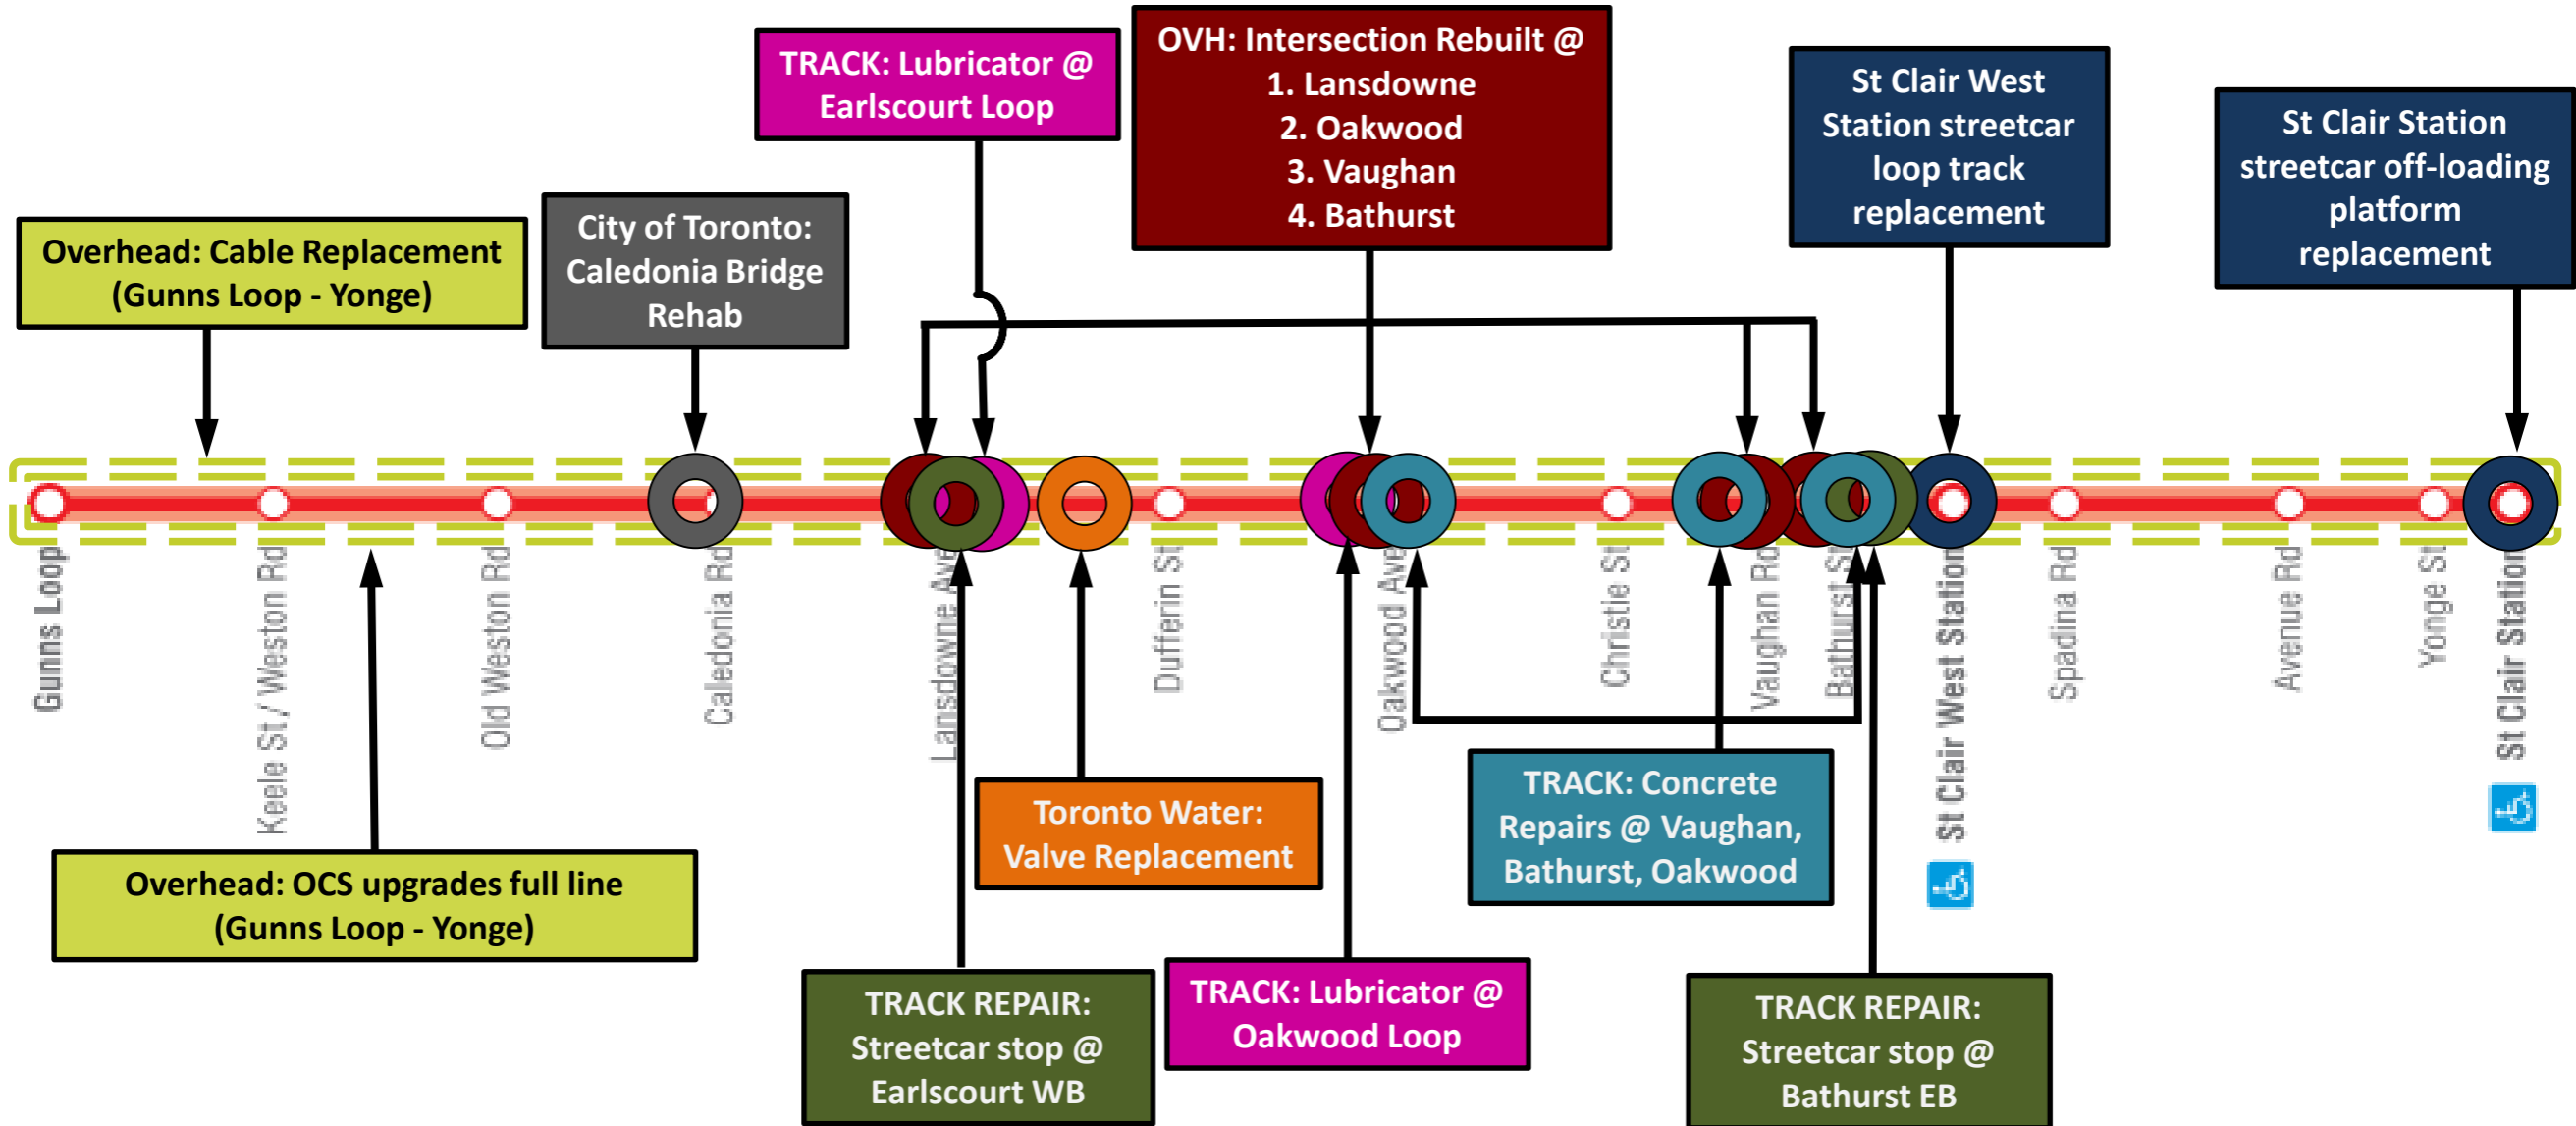 TRACK: Lubricator @
Earlscourt Loop
OVH: Intersection Rebuilt @
1. Lansdowne
2. Oakwood
3. Vaughan
4. Bathurst
St Clair West
Station streetcar
loop track
replacement
St Clair Station
streetcar off-loading
platform
replacement
Overhead: Cable Replacement
(Gunns Loop - Yonge)
City of Toronto:
Caledonia Bridge
Rehab
Gunns Loop
Keele St / Weston Rd
Old Weston Rd
Caledonia Rd
Lansdowne Ave
Dufferin St
Oakwood Ave
Christie St
Vaughan Rd
Bathurst St
St Clair West Station
Spadina Rd
Avenue Rd
Yonge St
St Clair Station
Overhead: OCS upgrades full line
(Gunns Loop - Yonge)
Toronto Water:
Valve Replacement
TRACK: Concrete
Repairs @ Vaughan,
Bathurst, Oakwood
TRACK REPAIR:
Streetcar stop @
Earlscourt WB
TRACK: Lubricator @
Oakwood Loop
TRACK REPAIR:
Streetcar stop @
Bathurst EB